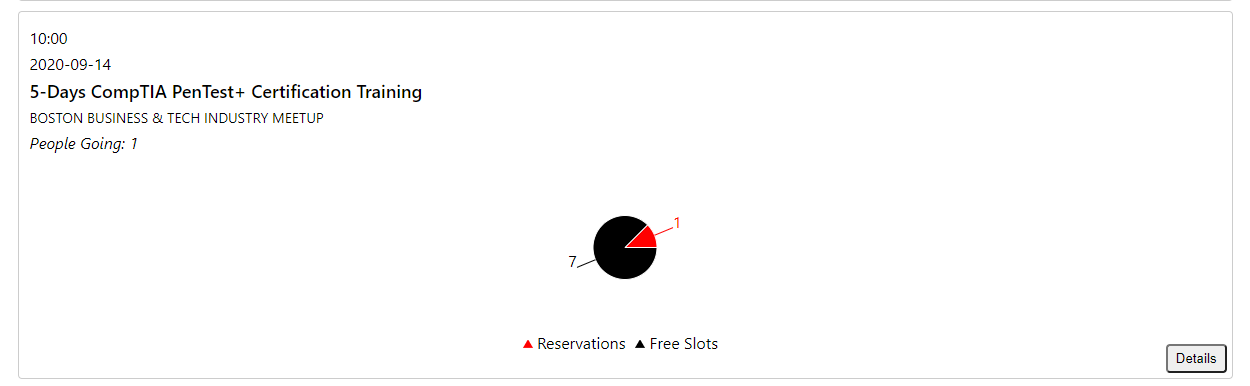 10:00
2020-09-14
5-Days CompTIA PenTest+ Certification Training
BOSTON BUSINESS & TECH INDUSTRY MEETUP
People Going: 1
1
7
Reservations Free Slots
Details